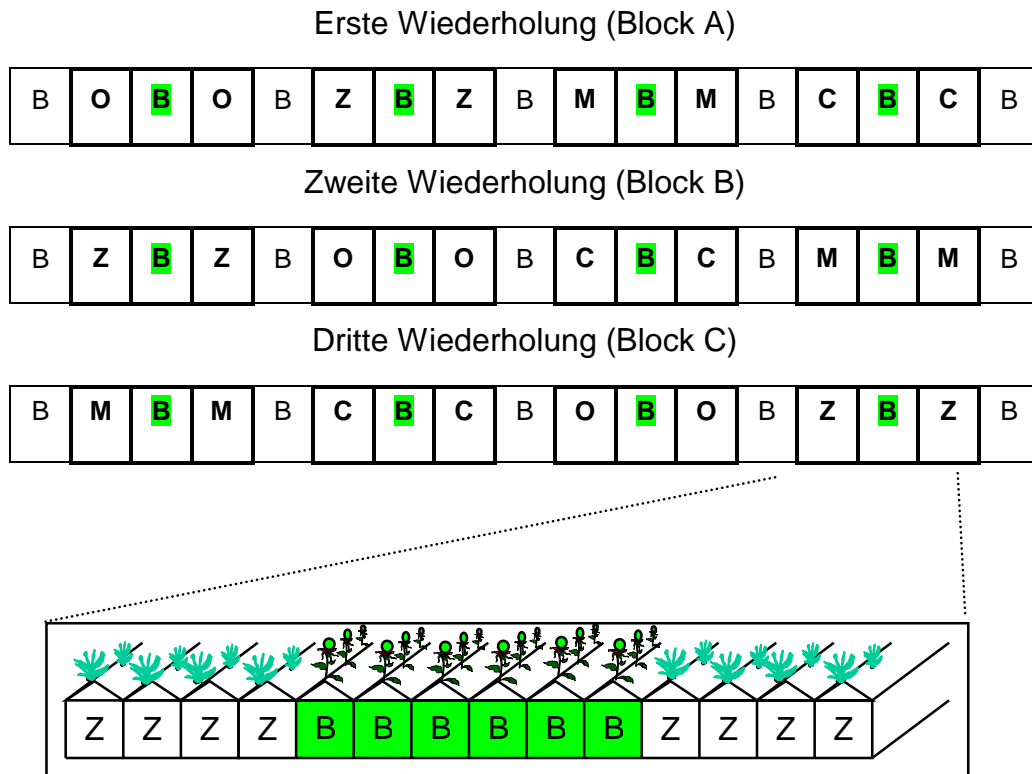 Erste Wiederholung (Block A)
B O B O B Z B Z B M B M B C B C B
Zweite Wiederholung (Block B)
B Z B Z B O B O B C B C B M B M B
Dritte Wiederholung (Block C)
B M B M B C B C B O B O B Z B Z B
Z Z Z Z B B B B B B Z Z Z Z